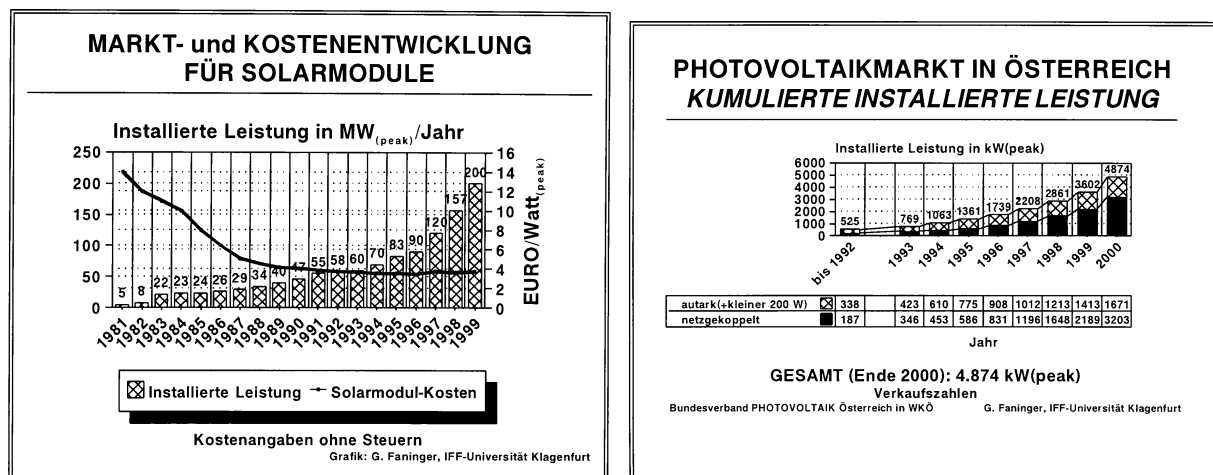 MARKT- und KOSTENENTWICKLUNG
FÜR SOLARMODULE
Installierte Leistung in MW(peak)/Jahr
250
200
150
100
50
0
5 8 22 23 24 26 29 34 40 47 55 58 60 70 83 90 120 157 200
16
14
12
10
8
6
4
2
0
EURO/Watt(peak)
1981 1982 1983 1984 1985 1986 1987 1988 1989 1990 1991 1992 1993 1994 1995 1996 1997 1998 1999
Installierte Leistung Solarmodul-Kosten
Kostenangaben ohne Steuern
Grafik: G. Faninger, IFF-Universität Klagenfurt
PHOTOVOLTAIKMARKT IN ÖSTERREICH
KUMULIERTE INSTALLIERTE LEISTUNG
Installierte Leistung in kW(peak)
6000
5000
4000
3000
2000
1000
0
525 769 1063 1361 1739 2208 2861 3602 4874
bis 1992 1993 1994 1995 1996 1997 1998 1999 2000
autark(+kleiner 200 W) 338 423 610 775 908 1012 1213 1413 1671
netzgekoppelt 187 346 453 586 831 1196 1648 2189 3203
Jahr
GESAMT (Ende 2000): 4.874 kW(peak)
Verkaufszahlen
Bundesverband PHOTOVOLTAIK Österreich in WKÖ G. Faninger, IFF-Universität Klagenfurt